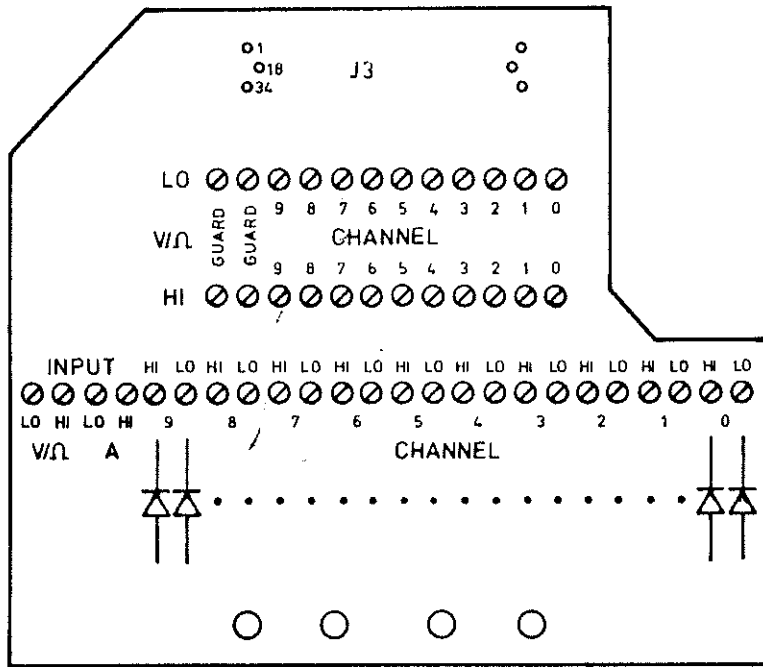 1
18 J3
34
LO
9 8 7 6 5 4 3 2 1 0
V/Ω GUARD GUARD CHANNEL
9 8 7 6 5 4 3 2 1 0
HI
INPUT HI LO HI LO HI LO HI LO HI LO HI LO HI LO HI LO HI LO HI LO
LO HI LO HI 9 8 7 6 5 4 3 2 1 0
V/Ω A CHANNEL